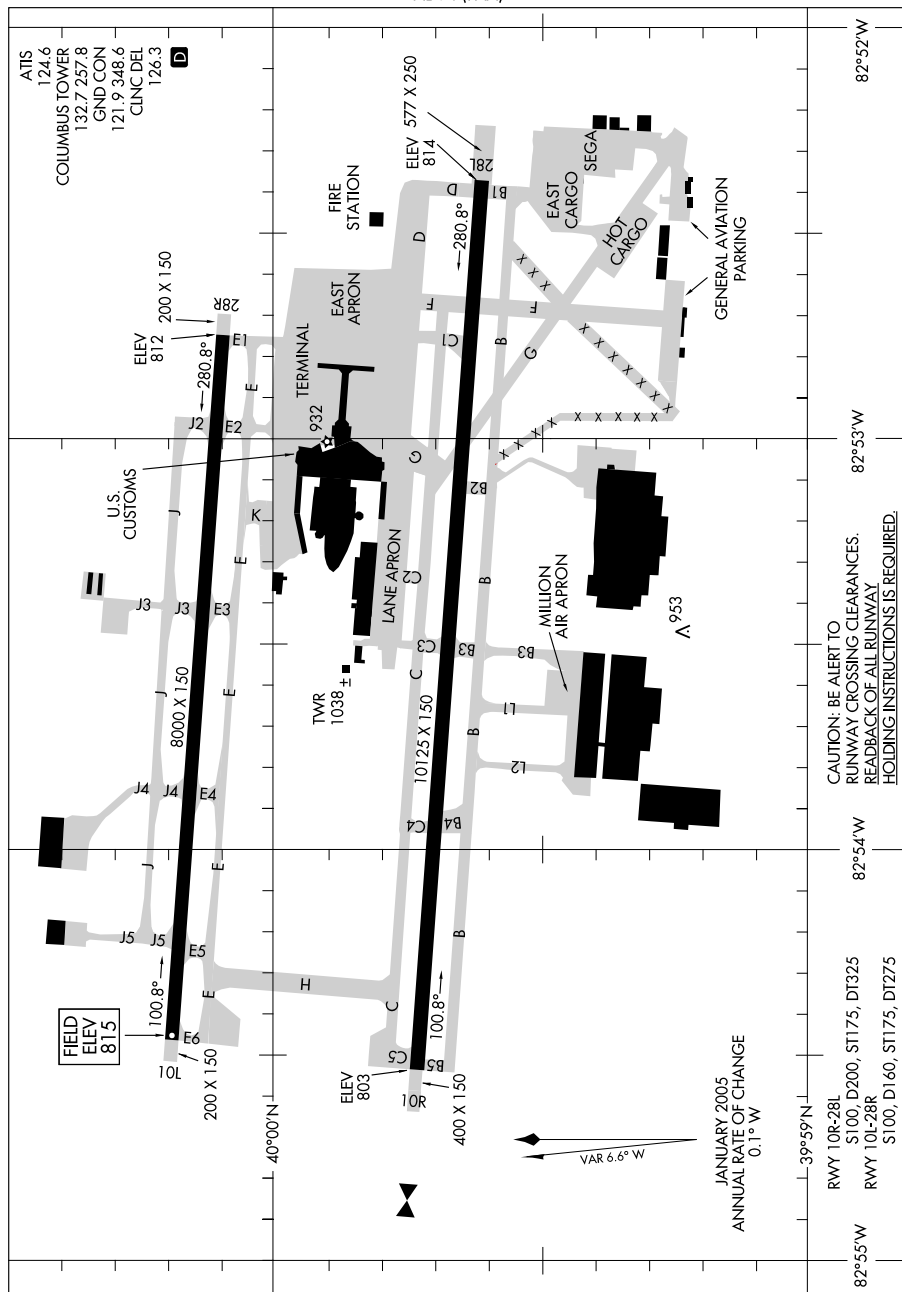 ATIS
124.6
COLUMBUS TOWER
132.7 257.8
GND CON
121.9 348.6
CLNC DEL
126.3
D
FIELD
ELEV
815
10L
200 X 150
100.8°
J5
J5
E5
E6
E
J
J4
J4
E4
E
8000 X 150
J
J3
J3
E3
E
J
K
E
U.S.
CUSTOMS
J2
E2
E
280.8°
ELEV
812
E1
28R
200 X 150
H
TWR
1038 ±
LANE APRON
932
TERMINAL
EAST
APRON
FIRE
STATION
40°00'N
ELEV
803
10R
400 X 150
C5
B5
C
100.8°
B
C4
B4
10125 X 150
C
B
C3
B3
B3
L2
L1
C2
B
B2
G
C1
B
G
F
F
D
D
B1
280.8°
28L
ELEV
814
577 X 250
MILLION
AIR APRON
953
HOT
CARGO
EAST
CARGO
SEGA
GENERAL AVIATION
PARKING
X X X
X X X X X X X
X X X X X X X X
VAR 6.6° W
JANUARY 2005
ANNUAL RATE OF CHANGE
0.1° W
39°59'N
RWY 10R-28L
S100, D200, ST175, DT325
RWY 10L-28R
S100, D160, ST175, DT275
CAUTION: BE ALERT TO
RUNWAY CROSSING CLEARANCES.
READBACK OF ALL RUNWAY
HOLDING INSTRUCTIONS IS REQUIRED.
82°55'W
82°54'W
82°53'W
82°52'W